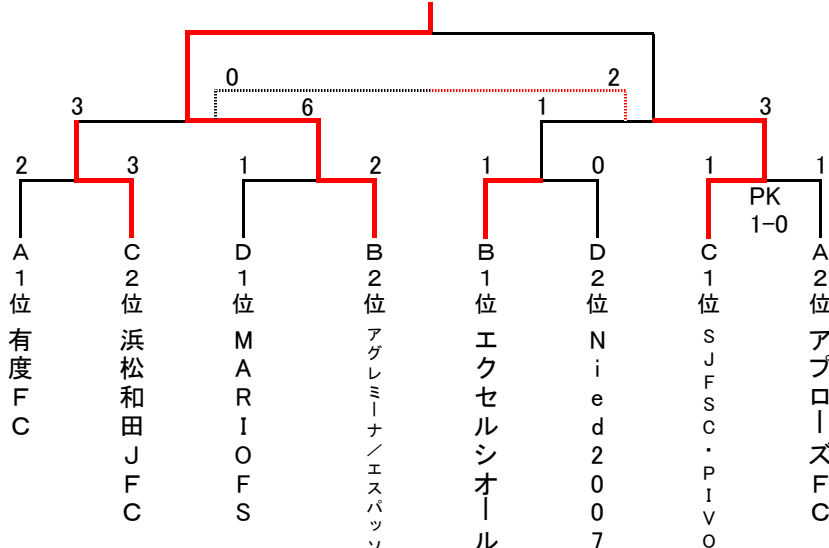 0 2
3 6 1 3
2 3 1 2 1 0 1 1
PK
1-0
A1位 有度FC
C2位 浜松和田JFC
D1位 MARIOFS
B2位 アグレミーナ/エスパッソ
B1位 エクセルシオール
D2位 Nied2007
C1位 SJFSC・PIVO
A2位 アプローズFC